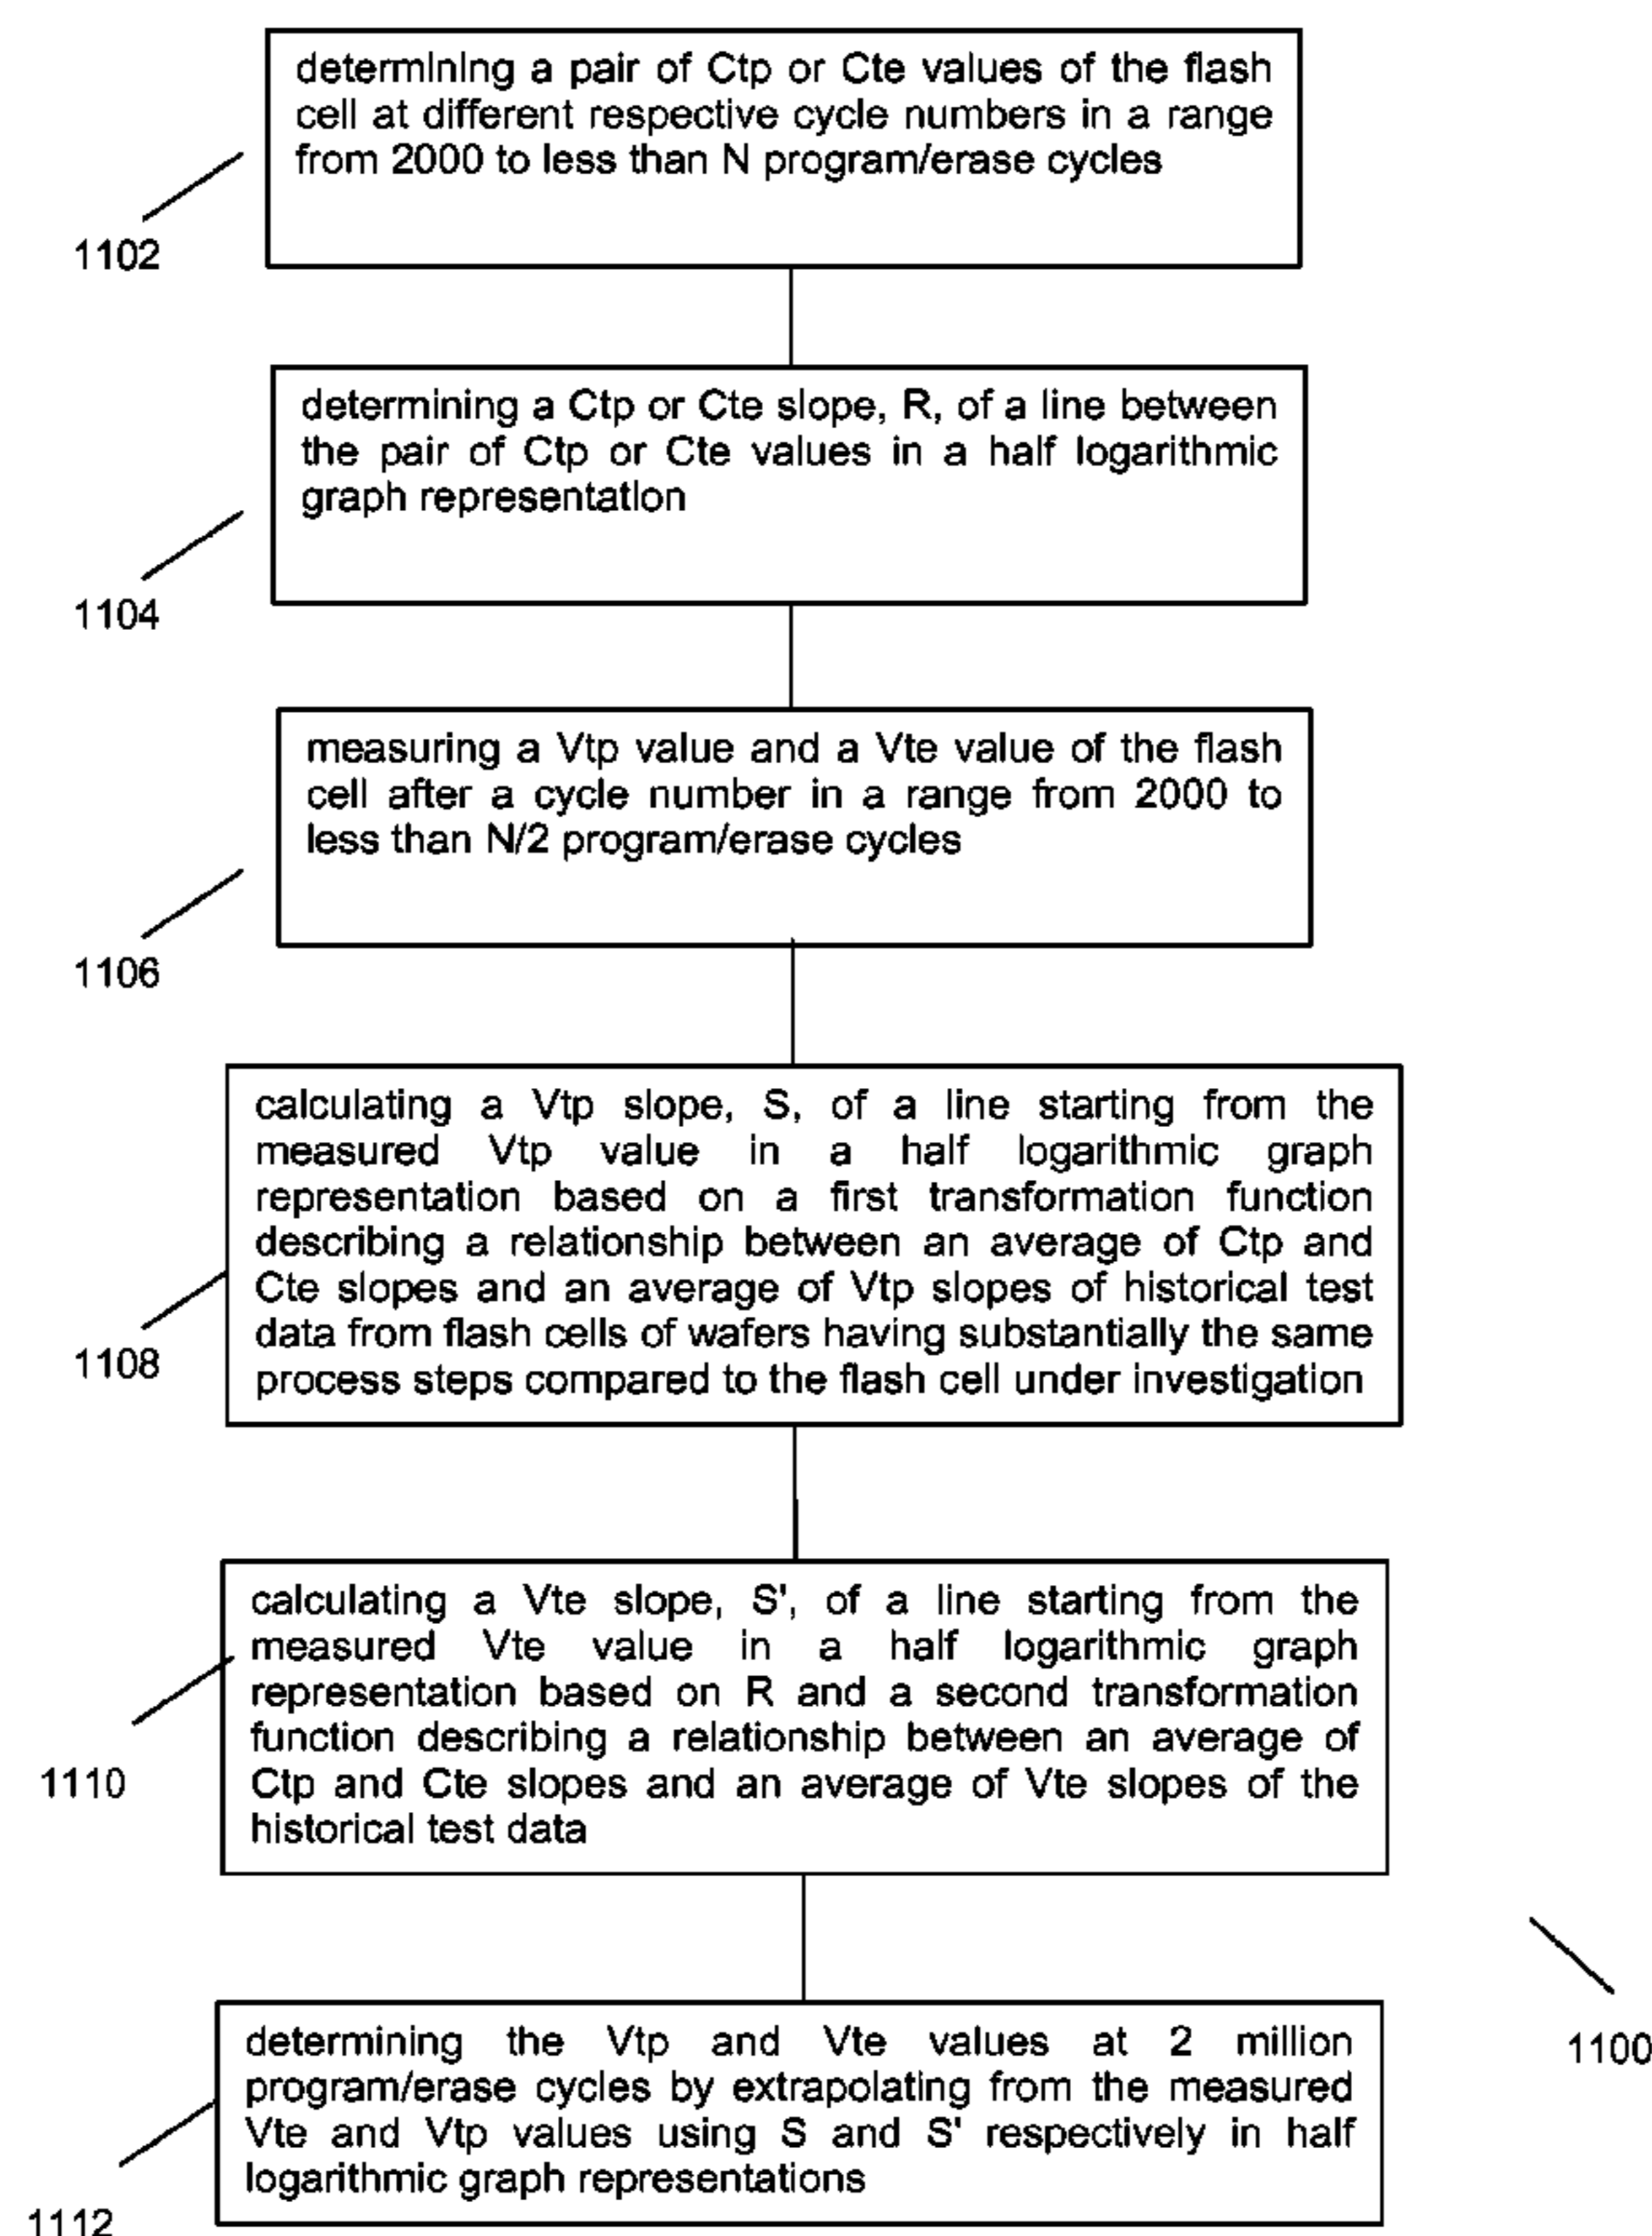 determining a pair of Ctp or Cte values of the flash
cell at different respective cycle numbers in a range
from 2000 to less than N program/erase cycles
1102
determining a Ctp or Cte slope, R, of a line between
the pair of Ctp or Cte values in a half logarithmic
graph representation
1104
measuring a Vtp value and a Vte value of the flash
cell after a cycle number in a range from 2000 to
less than N/2 program/erase cycles
1106
calculating a Vtp slope, S, of a line starting from the
measured Vtp value in a half logarithmic graph
representation based on a first transformation function
describing a relationship between an average of Ctp and
Cte slopes and an average of Vtp slopes of historical test
data from flash cells of wafers having substantially the same
process steps compared to the flash cell under investigation
1108
calculating a Vte slope, S', of a line starting from the
measured Vte value in a half logarithmic graph
representation based on R and a second transformation
function describing a relationship between an average of
Ctp and Cte slopes and an average of Vte slopes of the
historical test data
1110
determining the Vtp and Vte values at 2 million
program/erase cycles by extrapolating from the measured
Vte and Vtp values using S and S' respectively in half
logarithmic graph representations
1100
1112